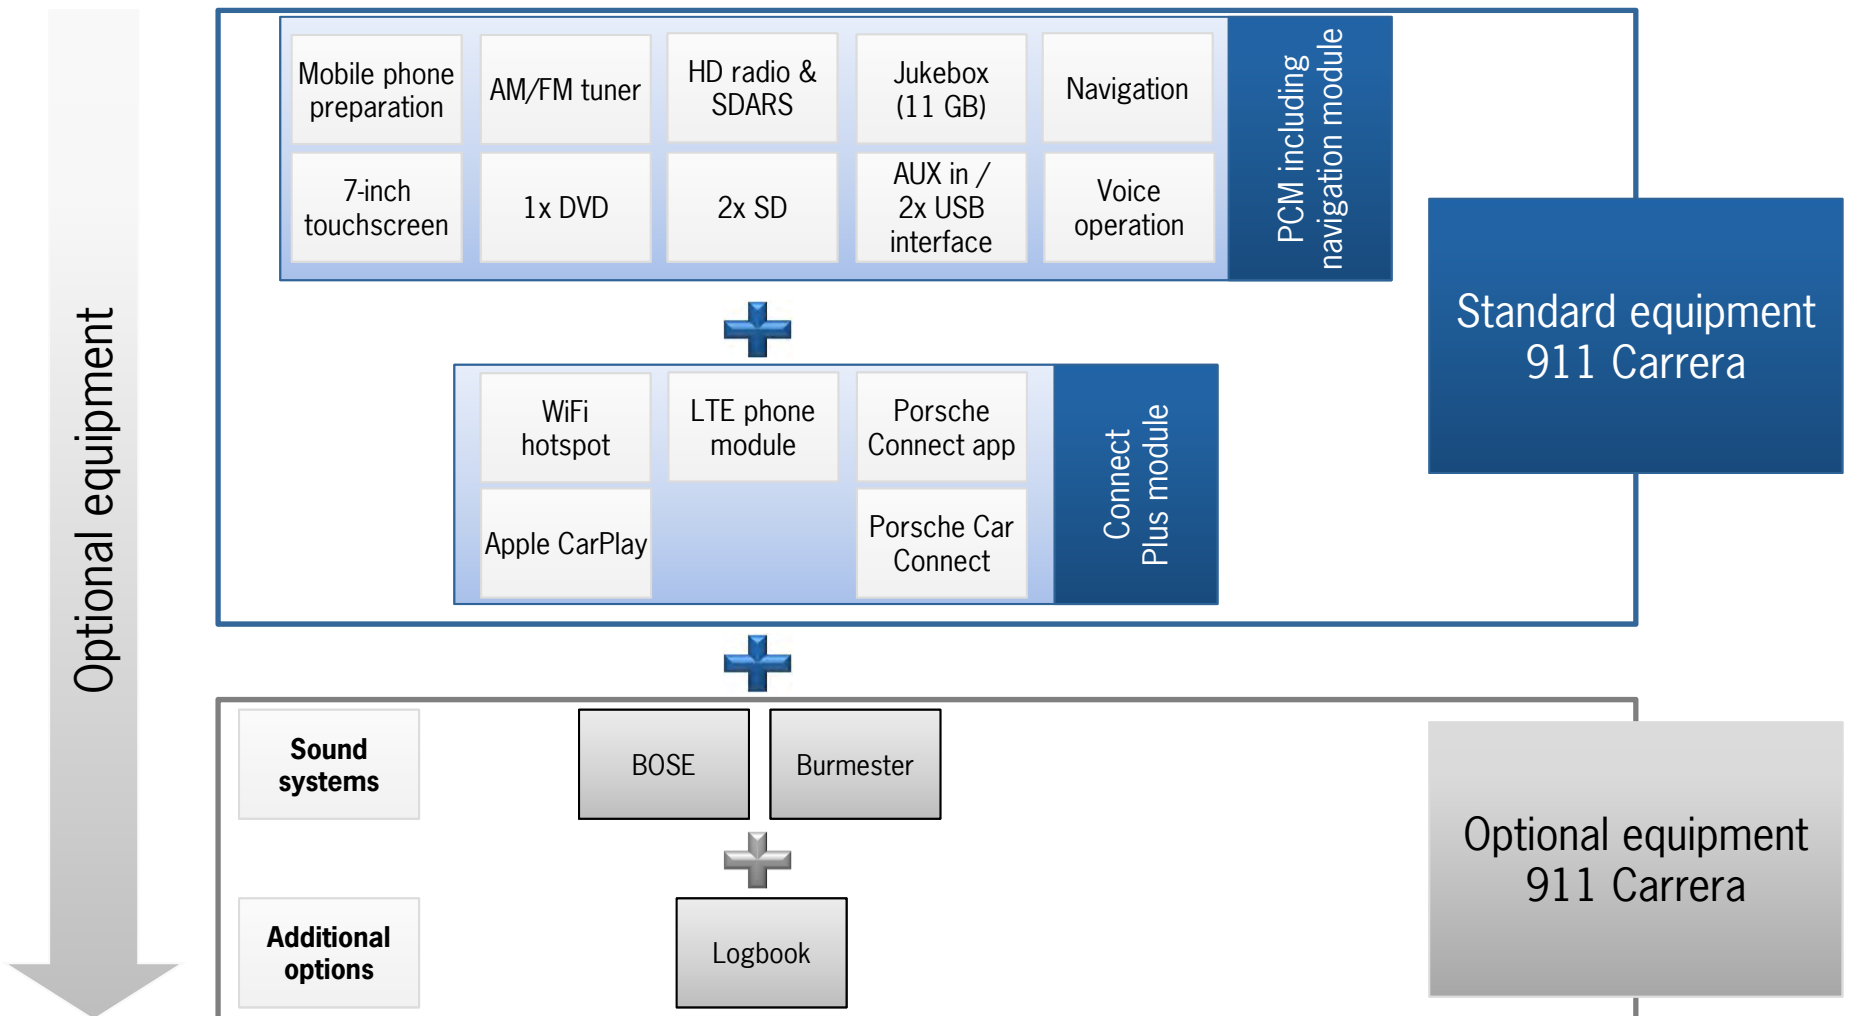 Optional equipment
Mobile phone
preparation
AM/FM tuner
HD radio &
SDARS
Jukebox
(11 GB)
Navigation
7-inch
touchscreen
1x DVD
2x SD
AUX in /
2x USB
interface
Voice
operation
PCM including
navigation module
Standard equipment
911 Carrera
WiFi
hotspot
LTE phone
module
Porsche
Connect app
Apple CarPlay
Porsche Car
Connect
Connect
Plus module
Sound
systems
BOSE
Burmester
Optional equipment
911 Carrera
Additional
options
Logbook